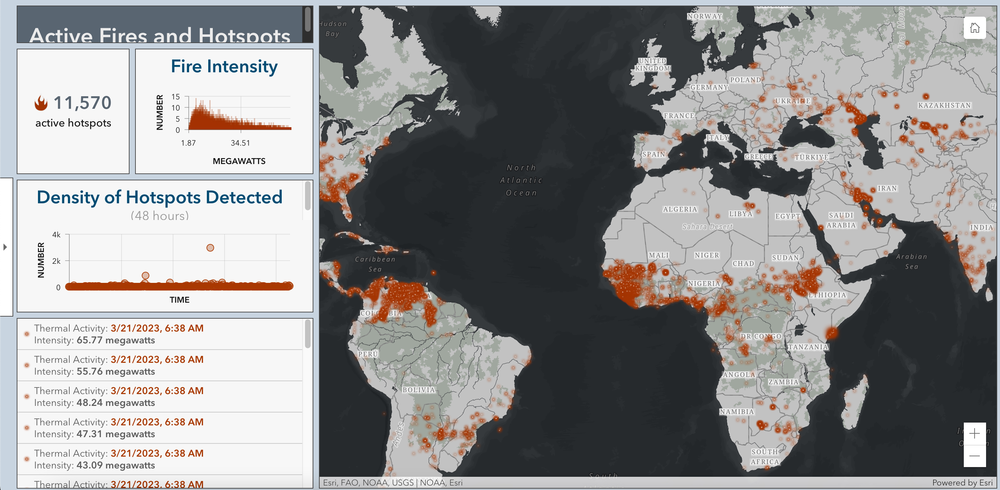 Active Fires and Hotspots
11,570
active hotspots
Fire Intensity
NUMBER
15
10
5
0
1.87
34.51
MEGAWATTS
Density of Hotspots Detected
(48 hours)
NUMBER
4k
2k
0
TIME
Thermal Activity: 3/21/2023, 6:38 AM
Intensity: 65.77 megawatts
Thermal Activity: 3/21/2023, 6:38 AM
Intensity: 55.76 megawatts
Thermal Activity: 3/21/2023, 6:38 AM
Intensity: 48.24 megawatts
Thermal Activity: 3/21/2023, 6:38 AM
Intensity: 47.31 megawatts
Thermal Activity: 3/21/2023, 6:38 AM
Intensity: 43.09 megawatts
Thermal Activity: 3/21/2023, 6:38 AM
Hudson
Bay
NORWAY
Ural Moun
UNITED
KINGDOM
POLAND
GERMANY
UKRAINE
KAZAKHSTAN
FRANCE
ITALY
SPAIN
GREECE
TÜRKIYE
North
Atlantic
Ocean
IRAN
ALGERIA
LIBYA
EGYPT
SAUDI
ARABIA
Sahara Desert
INDIA
Caribbean
Sea
MALI
NIGER
CHAD
SUDAN
Arabian
Sea
NIGERIA
ETHIOPIA
COLOMBIA
DR CONGO
TANZANIA
PERÚ
ANGOLA
ZAMBIA
BOLIVIA
NAMIBIA
Andes
SOUTH
AFRICA
South
Esri, FAO, NOAA, USGS | NOAA, Esri
Powered by Esri